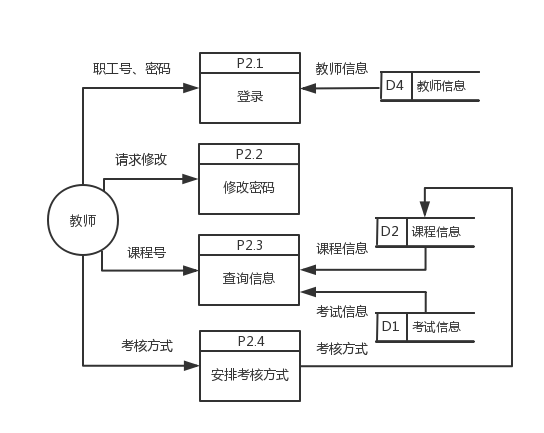 P2.1
职工号、密码
教师信息
D4
教师信息
登录
P2.2
请求修改
修改密码
教师
P2.3
D2
课程信息
课程号
课程信息
查询信息
考试信息
D1
考试信息
P2.4
考核方式
考核方式
安排考核方式